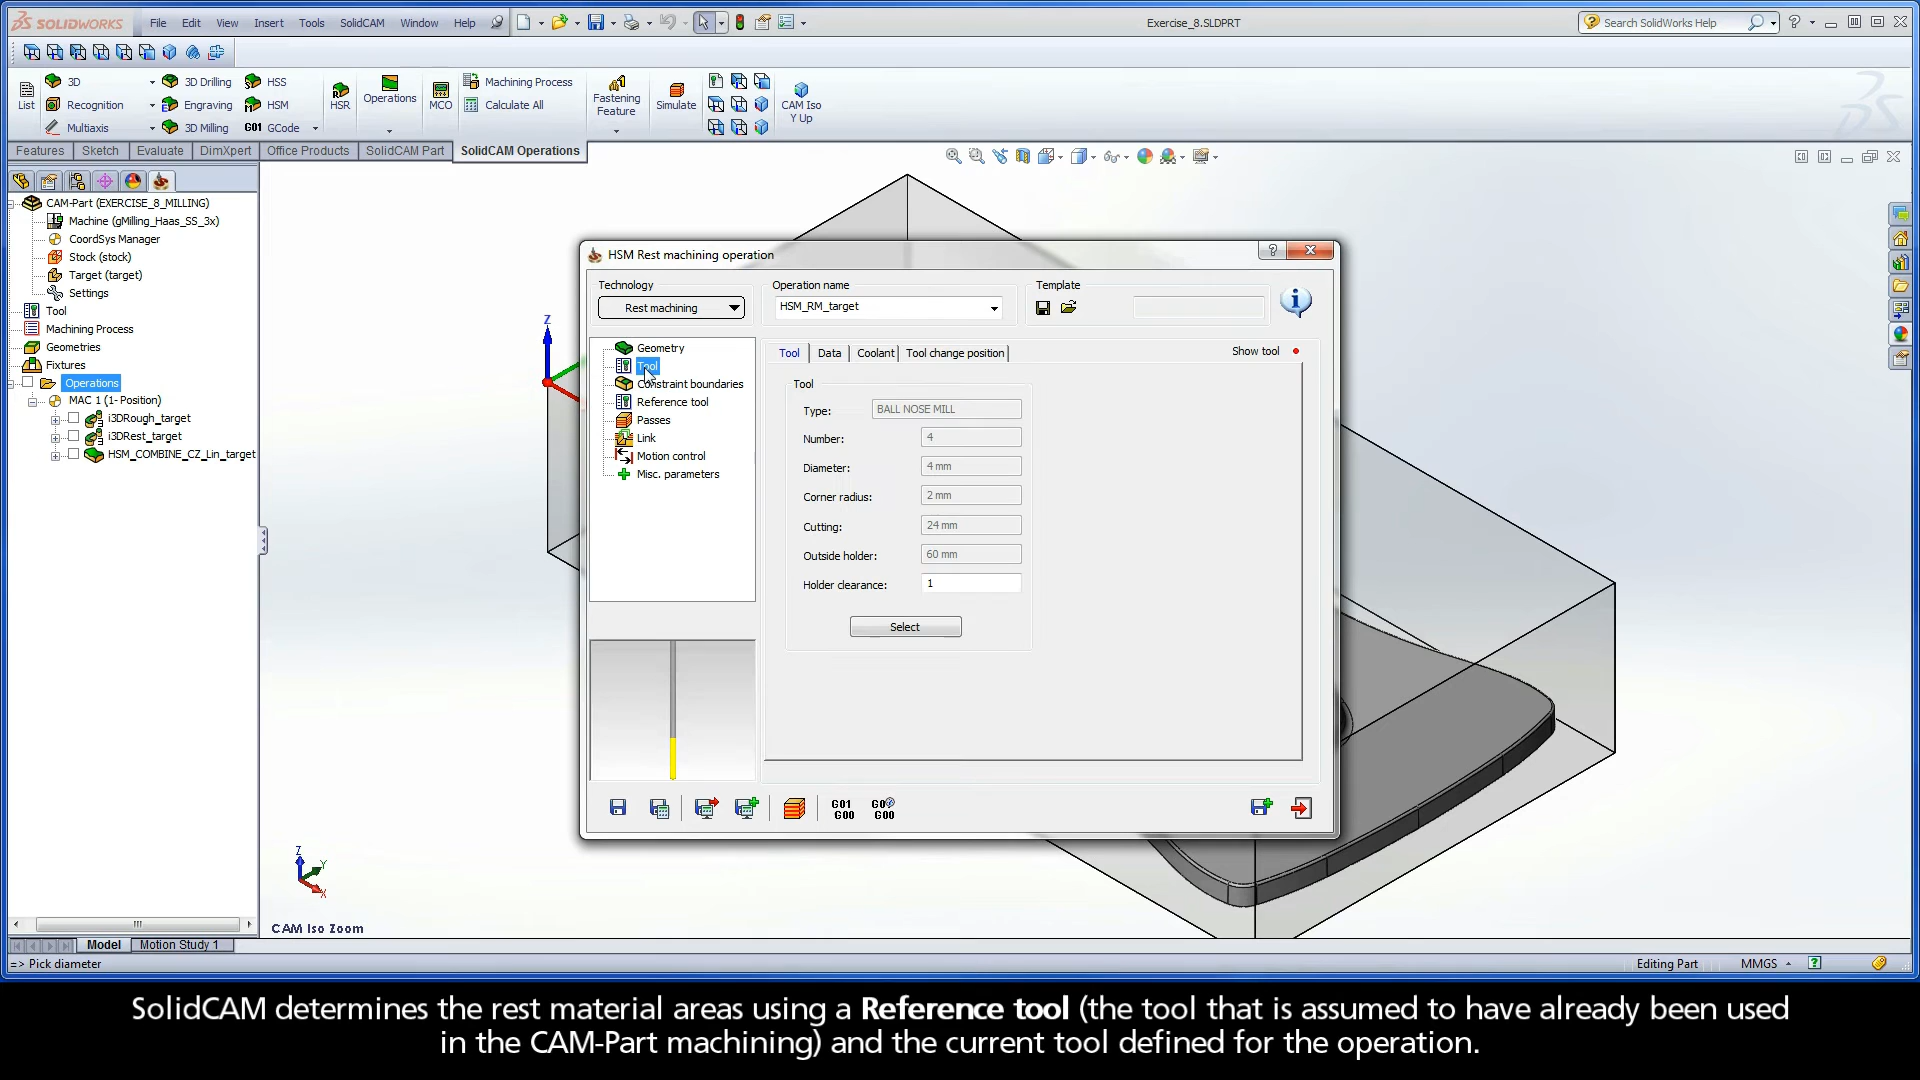 SOLIDWORKS File Edit View Insert Tools SolidCAM Window Help Exercise_8.SLDPRT Search SolidWorks Help
List 3D 3D Drilling HSS HSR Operations MCO Machining Process Fastening Feature Simulate CAM Iso Y Up
Recognition Engraving HSM Calculate All
Multiaxis 3D Milling G01 GCode
Features Sketch Evaluate DimXpert Office Products SolidCAM Part SolidCAM Operations
CAM-Part (EXERCISE_8_MILLING)
Machine (gMilling_Haas_SS_3x)
CoordSys Manager
Stock (stock)
Target (target)
Settings
Tool
Machining Process
Geometries
Fixtures
Operations
MAC 1 (1- Position)
i3DRough_target
i3DRest_target
HSM_COMBINE_CZ_Lin_target
Z
HSM Rest machining operation
Technology Operation name Template
Rest machining HSM_RM_target
Geometry
Tool
Constraint boundaries
Reference tool
Passes
Link
Motion control
Misc. parameters
Tool Data Coolant Tool change position Show tool
Tool
Type: BALL NOSE MILL
Number: 4
Diameter: 4 mm
Corner radius: 2 mm
Cutting: 24 mm
Outside holder: 60 mm
Holder clearance: 1
Select
G01 G00
G00
Z Y X
CAM Iso Zoom
Model Motion Study 1
=> Pick diameter Editing Part MMGS
SolidCAM determines the rest material areas using a Reference tool (the tool that is assumed to have already been used
in the CAM-Part machining) and the current tool defined for the operation.